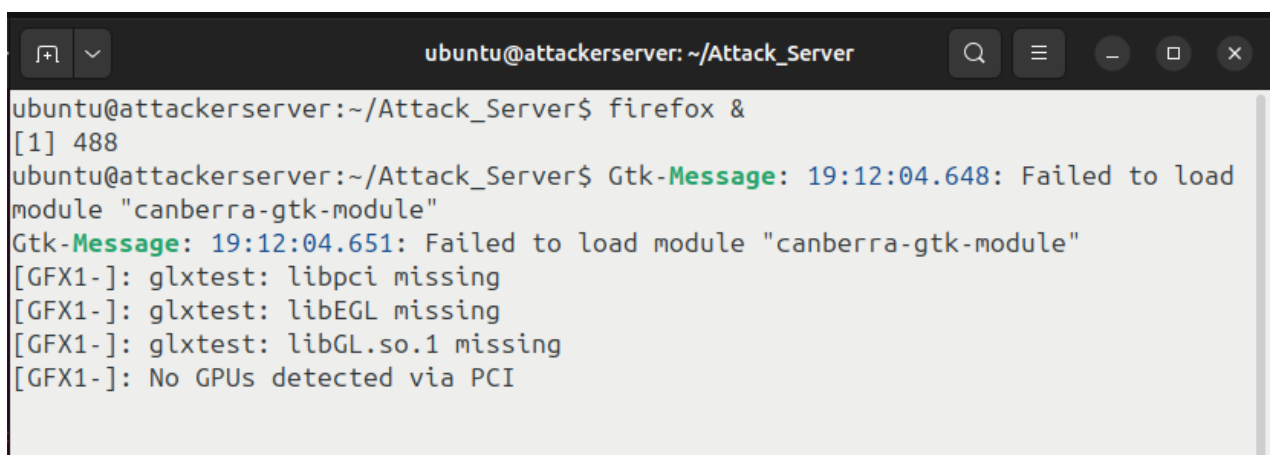 ubuntu@attackerserver: ~/Attack_Server
ubuntu@attackerserver:~/Attack_Server$ firefox &
[1] 488
ubuntu@attackerserver:~/Attack_Server$ Gtk-Message: 19:12:04.648: Failed to load
module "canberra-gtk-module"
Gtk-Message: 19:12:04.651: Failed to load module "canberra-gtk-module"
[GFX1-]: glxtest: libpci missing
[GFX1-]: glxtest: libEGL missing
[GFX1-]: glxtest: libGL.so.1 missing
[GFX1-]: No GPUs detected via PCI